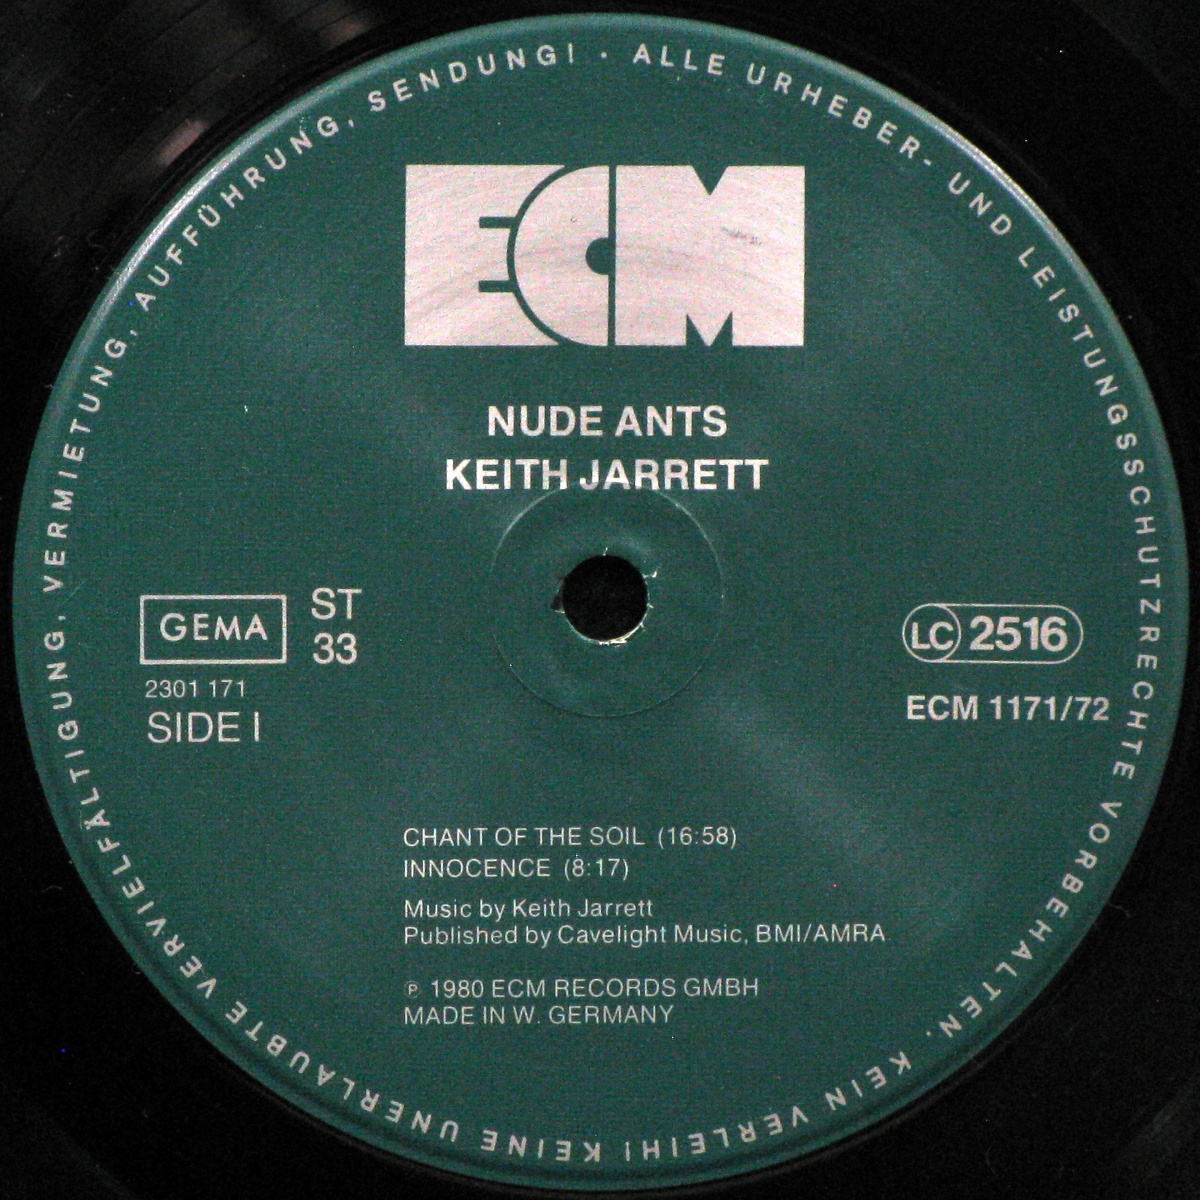 ALLE URHEBER- UND LEISTUNGSSCHUTZRECHTE VORBEHALTEN. KEIN VERLEIH! KEINE UNERLAUBTE VERVIELFÄLTIGUNG, VERMIETUNG, AUFFÜHRUNG, SENDUNG! ·
ECM
NUDE ANTS
KEITH JARRETT
GEMA
ST
33
2301 171
SIDE I
LC 2516
ECM 1171/72
CHANT OF THE SOIL (16:58)
INNOCENCE (8:17)
Music by Keith Jarrett
Published by Cavelight Music, BMI/AMRA
℗ 1980 ECM RECORDS GMBH
MADE IN W. GERMANY